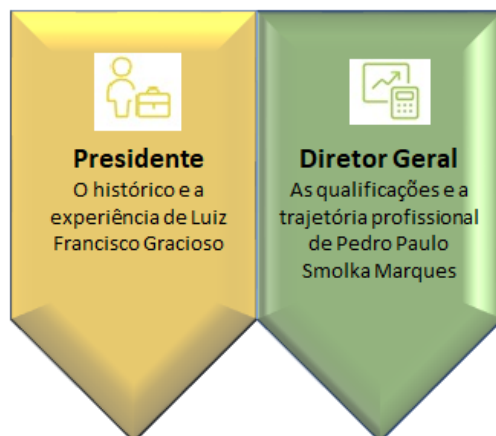 Presidente
O histórico e a
experiência de Luiz
Francisco Gracioso
Diretor Geral
As qualificações e a
trajetória profissional
de Pedro Paulo
Smolka Marques